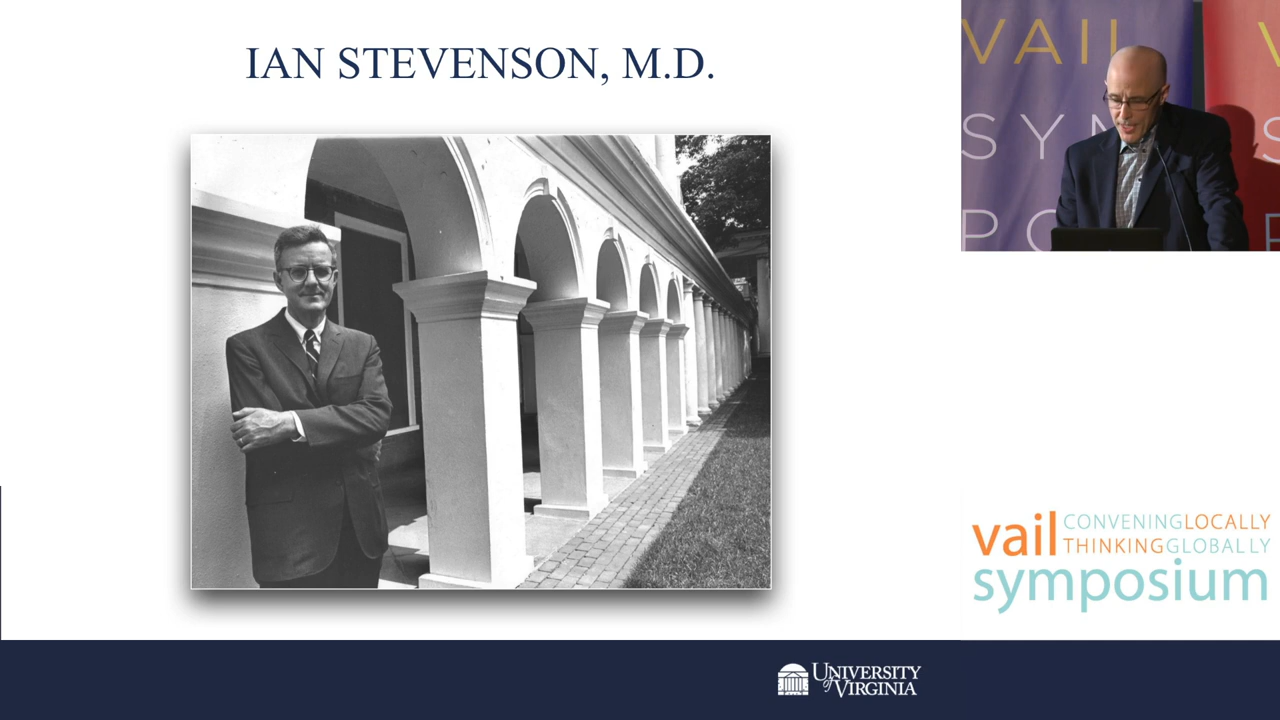 IAN STEVENSON, M.D.
VAIL
SYM
PO
V
S
vail CONVENINGLOCALLY
THINKINGGLOBALLY
symposium
UNIVERSITY
of VIRGINIA